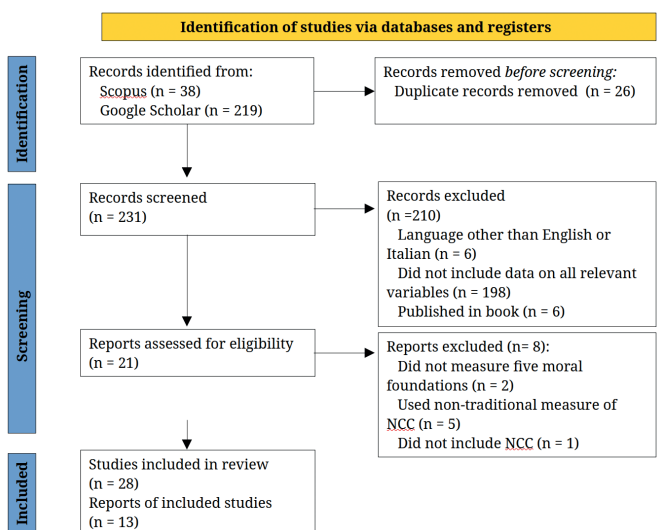 Identification of studies via databases and registers
Identification
Records identified from:
Scopus (n = 38)
Google Scholar (n = 219)
Records removed before screening:
Duplicate records removed (n = 26)
Screening
Records screened
(n = 231)
Records excluded
(n =210)
Language other than English or
Italian (n = 6)
Did not include data on all relevant
variables (n = 198)
Published in book (n = 6)
Reports assessed for eligibility
(n = 21)
Reports excluded (n= 8):
Did not measure five moral
foundations (n = 2)
Used non-traditional measure of
NCC (n = 5)
Did not include NCC (n = 1)
Included
Studies included in review
(n = 28)
Reports of included studies
(n = 13)